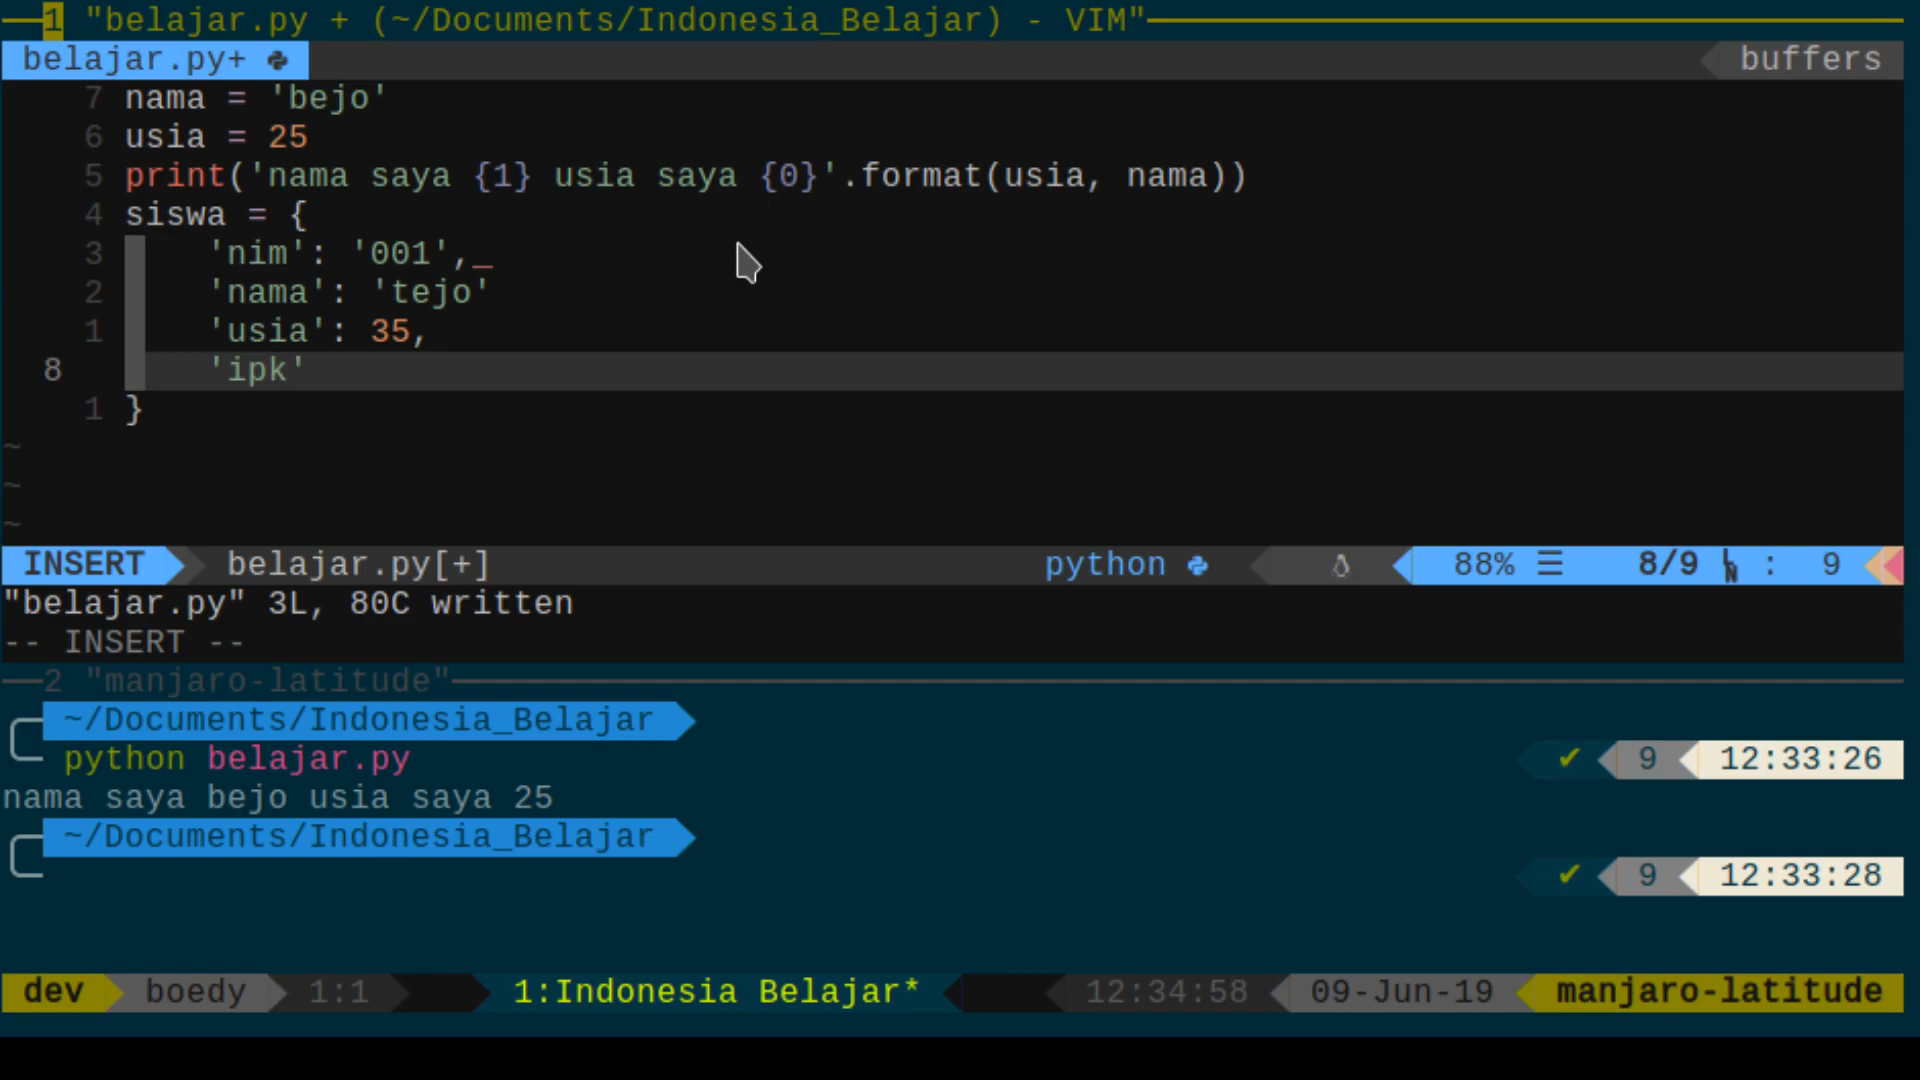 1 "belajar.py + (~/Documents/Indonesia_Belajar) - VIM"
belajar.py+ buffers
7 nama = 'bejo'
6 usia = 25
5 print('nama saya {1} usia saya {0}'.format(usia, nama))
4 siswa = {
3 'nim': '001',_
2 'nama': 'tejo'
1 'usia': 35,
8 'ipk'
1 }
~
~
~
INSERT belajar.py[+] python 88% ☰ 8/9 : 9
"belajar.py" 3L, 80C written
-- INSERT --
2 "manjaro-latitude"
~/Documents/Indonesia_Belajar
python belajar.py ✔ 9 12:33:26
nama saya bejo usia saya 25
~/Documents/Indonesia_Belajar
✔ 9 12:33:28
dev boedy 1:1 1:Indonesia Belajar* 12:34:58 09-Jun-19 manjaro-latitude